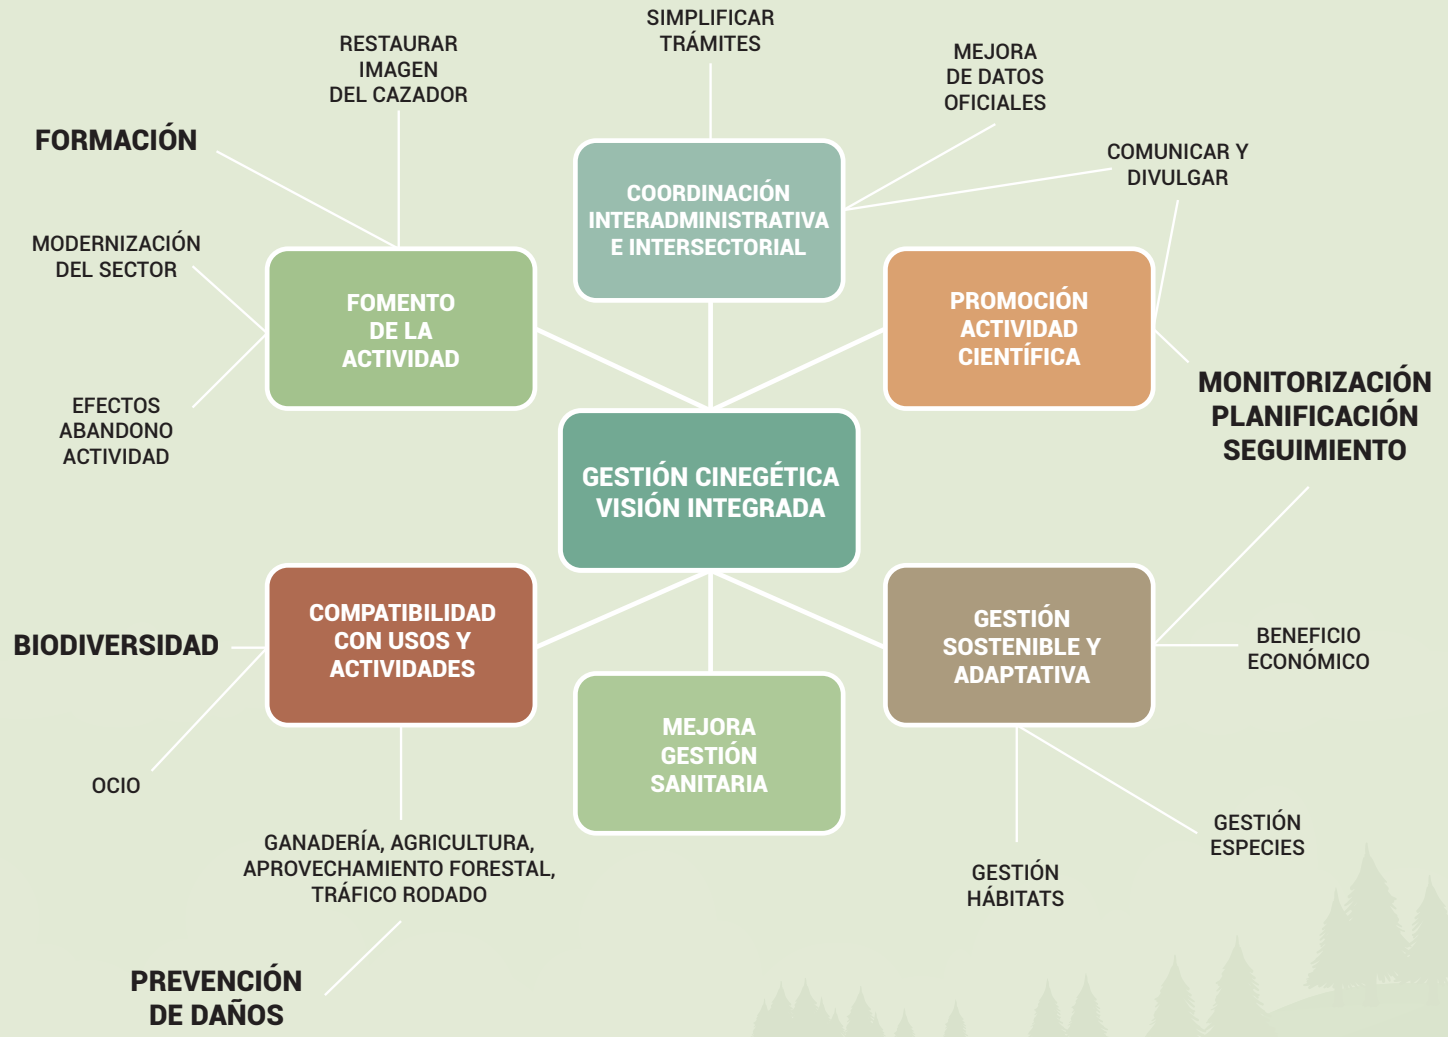 SIMPLIFICAR
TRÁMITES
RESTAURAR
IMAGEN
DEL CAZADOR
MEJORA
DE DATOS
OFICIALES
FORMACIÓN
COMUNICAR Y
DIVULGAR
COORDINACIÓN
INTERADMINISTRATIVA
E INTERSECTORIAL
MODERNIZACIÓN
DEL SECTOR
FOMENTO
DE LA
ACTIVIDAD
PROMOCIÓN
ACTIVIDAD
CIENTÍFICA
EFECTOS
ABANDONO
ACTIVIDAD
MONITORIZACIÓN
PLANIFICACIÓN
SEGUIMIENTO
GESTIÓN CINEGÉTICA
VISIÓN INTEGRADA
BIODIVERSIDAD
COMPATIBILIDAD
CON USOS Y
ACTIVIDADES
GESTIÓN
SOSTENIBLE Y
ADAPTATIVA
BENEFICIO
ECONÓMICO
MEJORA
GESTIÓN
SANITARIA
OCIO
GANADERÍA, AGRICULTURA,
APROVECHAMIENTO FORESTAL,
TRÁFICO RODADO
GESTIÓN
ESPECIES
GESTIÓN
HÁBITATS
PREVENCIÓN
DE DAÑOS